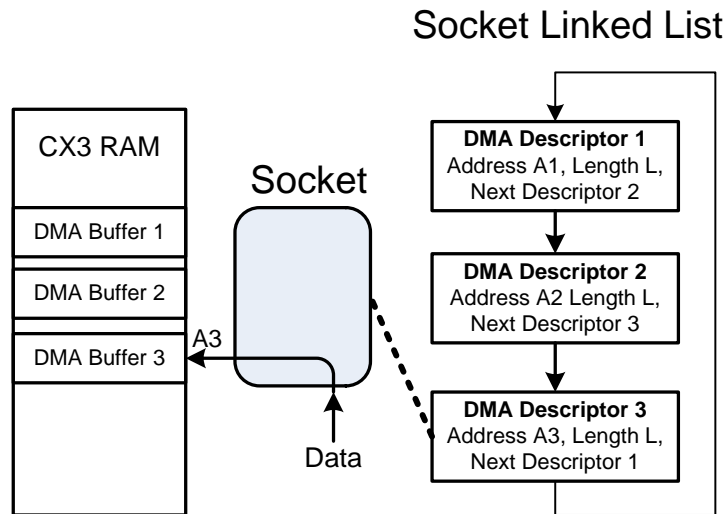 Socket Linked List
CX3 RAM
DMA Buffer 1
DMA Buffer 2
DMA Buffer 3
Socket
A3
Data
DMA Descriptor 1
Address A1, Length L,
Next Descriptor 2
DMA Descriptor 2
Address A2 Length L,
Next Descriptor 3
DMA Descriptor 3
Address A3, Length L,
Next Descriptor 1